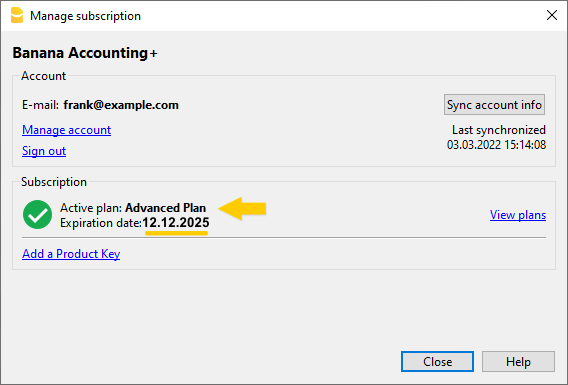 Manage subscription
Banana Accounting+
Account
E-mail: frank@example.com
Sync account info
Manage account
Last synchronized
Sign out
03.03.2022 15:14:08
Subscription
Active plan: Advanced Plan
Expiration date:12.12.2025
View plans
Add a Product Key
Close
Help